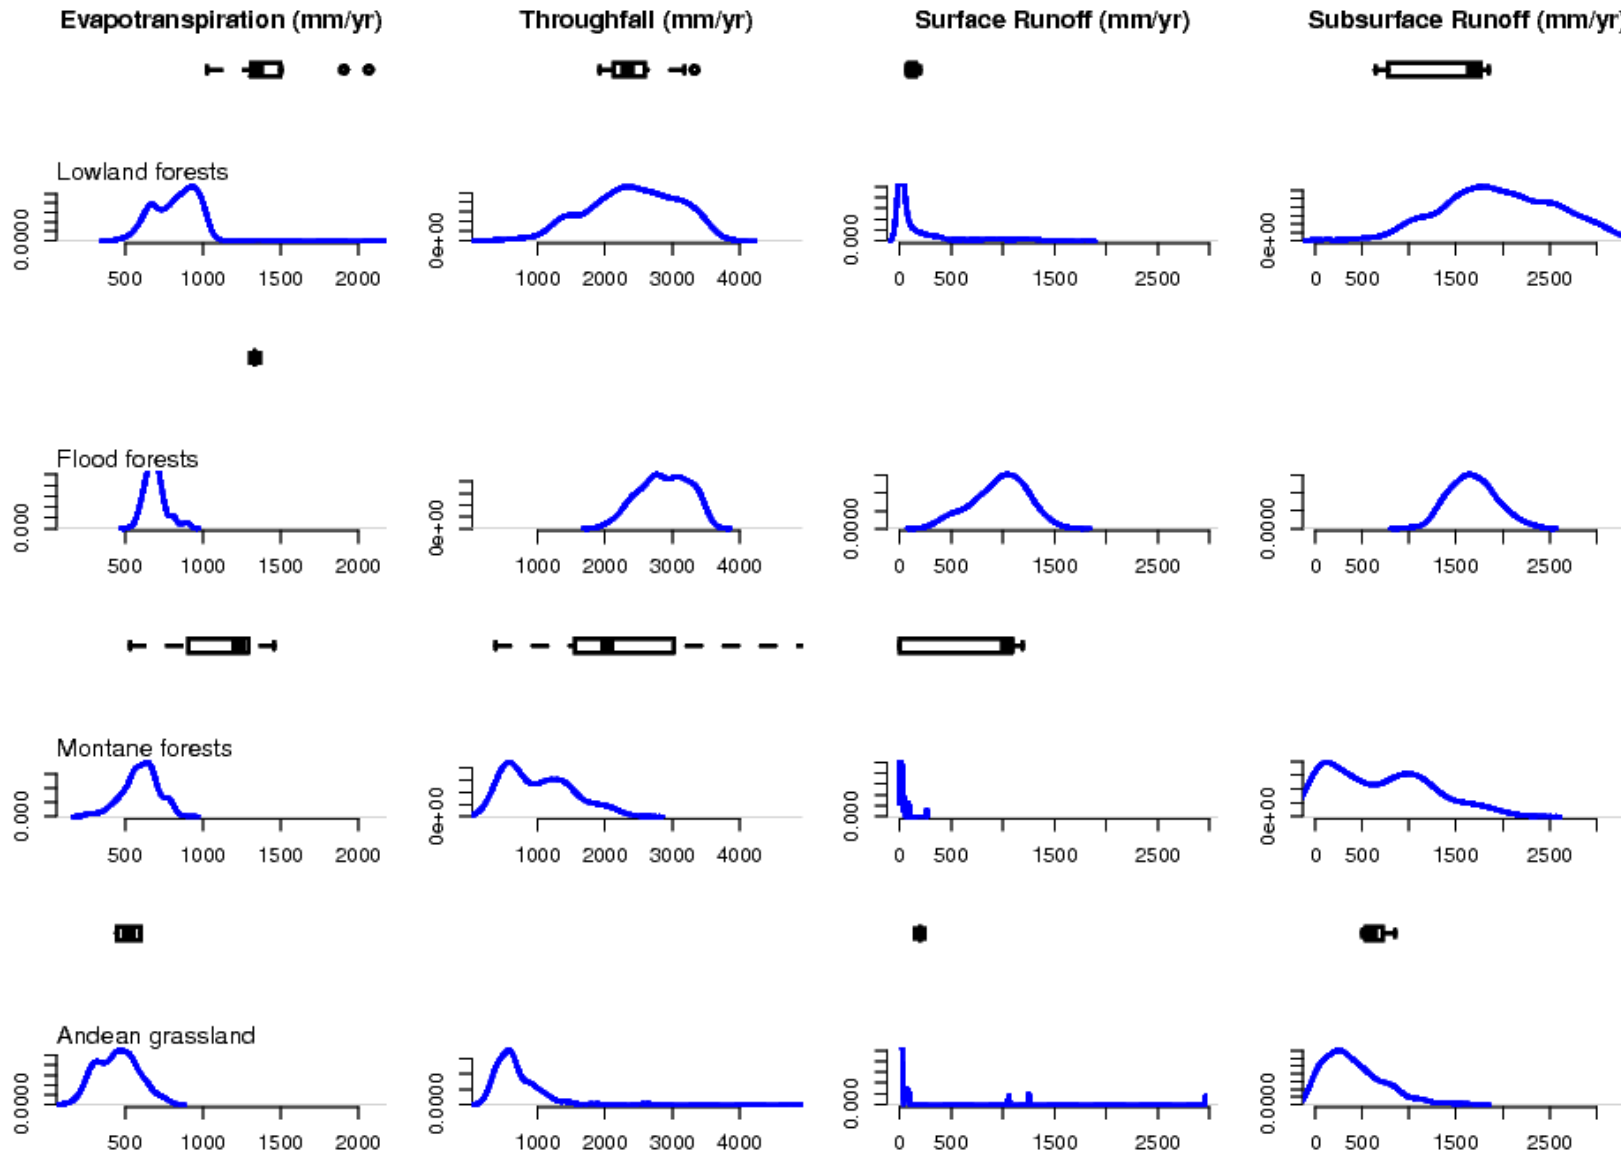 Evapotranspiration (mm/yr) Throughfall (mm/yr) Surface Runoff (mm/yr) Subsurface Runoff (mm/yr)
Lowland forests
0.0000 0e+00 0.000 0e+00
500 1000 2000 1000 2000 3000 4000 0 500 1500 2500 0 500 1500 2500
Flood forests
0.000 0e+00 0.0000 0.0000
500 1000 2000 1000 2000 3000 4000 0 500 1500 2500 0 500 1500 2500
Montane forests
0.0000 0e+00 0.000 0e+00
500 1000 2000 1000 2000 3000 4000 0 500 1500 2500 0 500 1500 2500
Andean grassland
0.0000 0.0000 0.000 0.0000
500 1000 2000 1000 2000 3000 4000 0 500 1500 2500 0 500 1500 2500